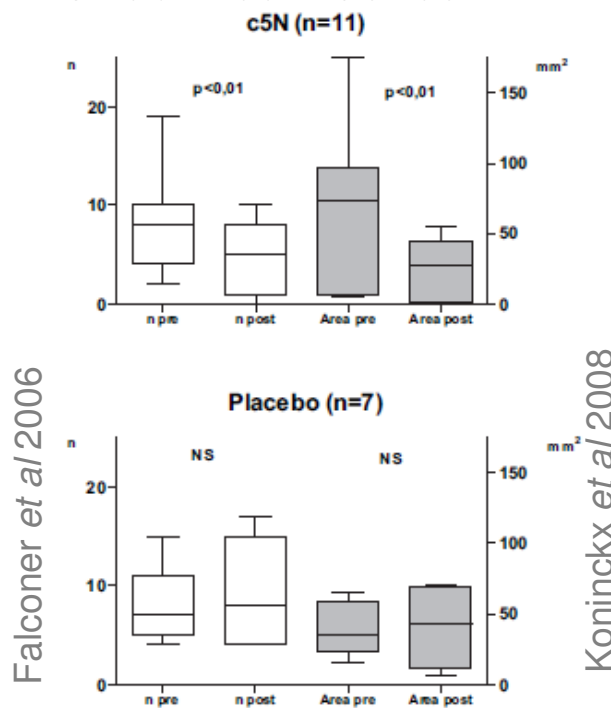 c5N (n=11)
n
mm²
p<0,01
p<0,01
20
10
0
150
100
50
0
n pre
n post
Area pre
Area post
Placebo (n=7)
n
mm²
NS
NS
20
10
0
150
100
50
0
n pre
n post
Area pre
Area post
Falconer et al 2006
Koninckx et al 2008